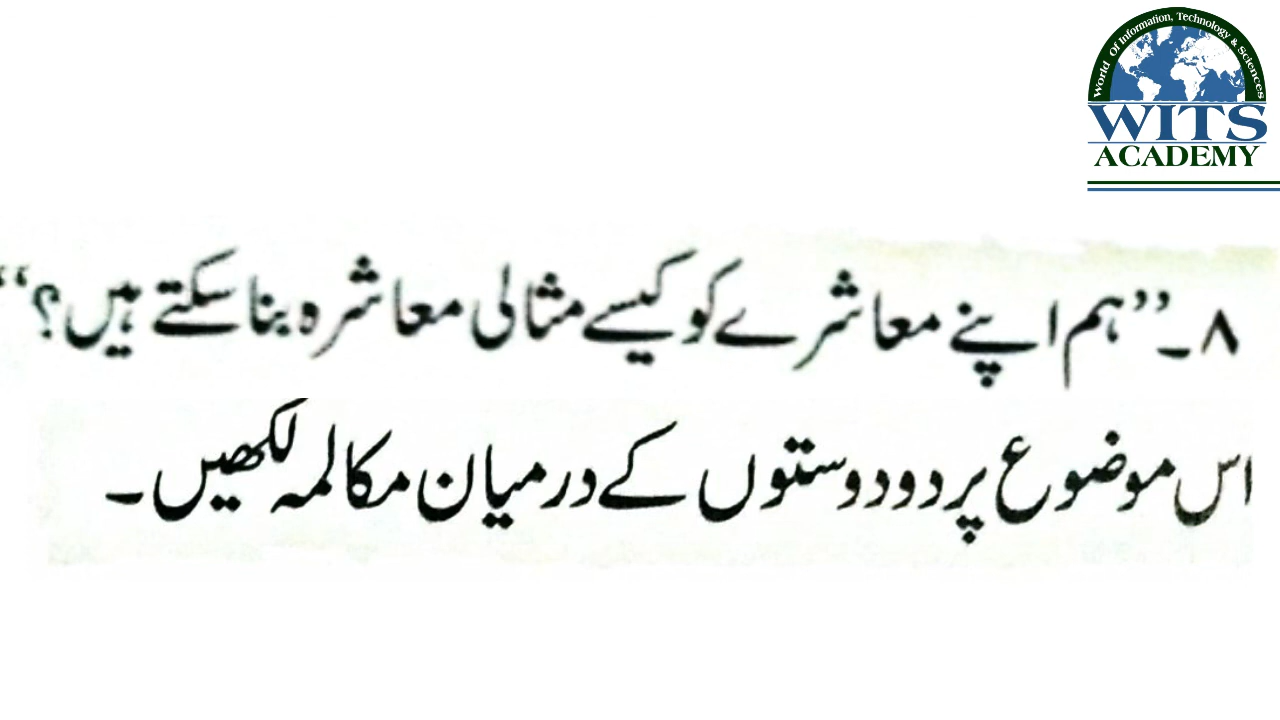 World Of Information, Technology & Sciences
WITS
ACADEMY
۸۔ ’’ہم اپنے معاشرے کو کیسے مثالی معاشرہ بنا سکتے ہیں؟‘‘
اس موضوع پر دو دوستوں کے درمیان مکالمہ لکھیں۔